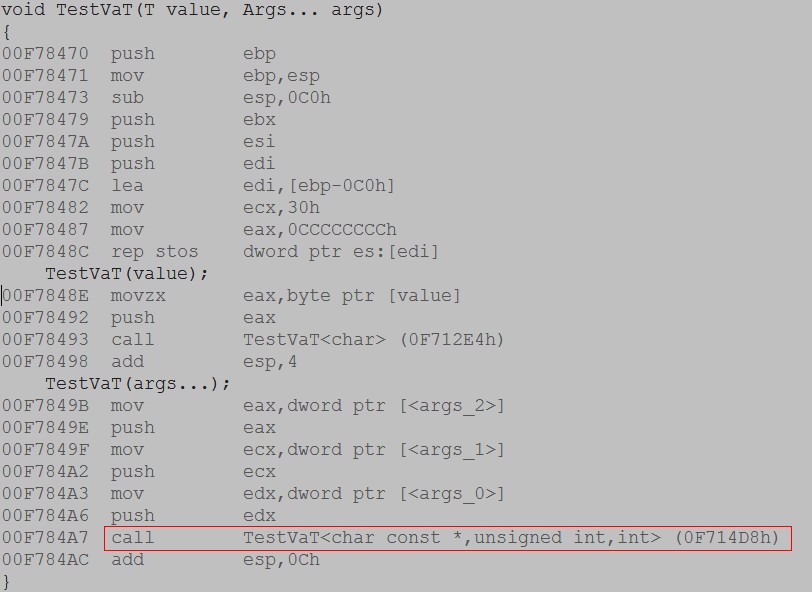 void TestVaT(T value, Args... args)
{
00F78470 push ebp
00F78471 mov ebp,esp
00F78473 sub esp,0C0h
00F78479 push ebx
00F7847A push esi
00F7847B push edi
00F7847C lea edi,[ebp-0C0h]
00F78482 mov ecx,30h
00F78487 mov eax,0CCCCCCCCh
00F7848C rep stos dword ptr es:[edi]
TestVaT(value);
00F7848E movzx eax,byte ptr [value]
00F78492 push eax
00F78493 call TestVaT<char> (0F712E4h)
00F78498 add esp,4
TestVaT(args...);
00F7849B mov eax,dword ptr [<args_2>]
00F7849E push eax
00F7849F mov ecx,dword ptr [<args_1>]
00F784A2 push ecx
00F784A3 mov edx,dword ptr [<args_0>]
00F784A6 push edx
00F784A7 call TestVaT<char const *,unsigned int,int> (0F714D8h)
00F784AC add esp,0Ch
}